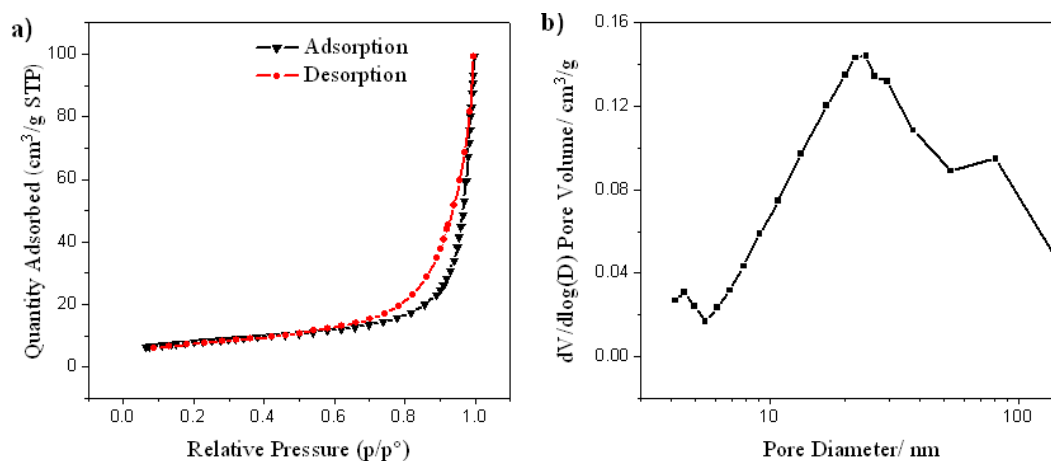 a)
Adsorption
Desorption
Quantity Adsorbed (cm³/g STP)
100
80
60
40
20
0
0.0 0.2 0.4 0.6 0.8 1.0
Relative Pressure (p/p°)
b)
dV/dlog(D) Pore Volume/ cm³/g
0.16
0.12
0.08
0.04
0.00
10 100
Pore Diameter/ nm